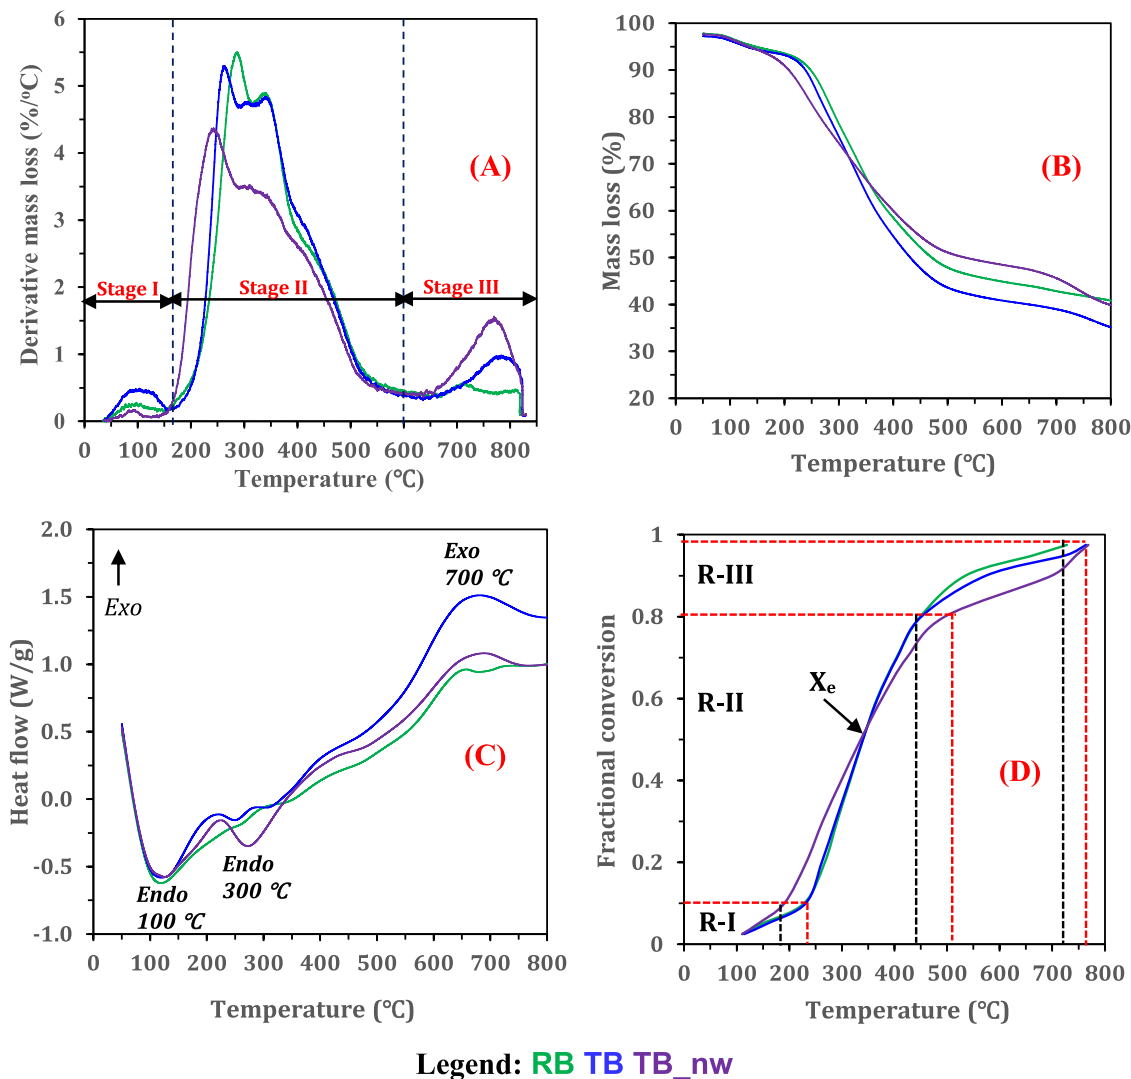 6%
5
4
3
2
1
0
Derivative mass loss (%/°C)
(A)
Stage I
Stage II
Stage III
0 100 200 300 400 500 600 700 800
Temperature (℃)
100
90
80
70
60
50
40
30
20
Mass loss (%)
(B)
0 100 200 300 400 500 600 700 800
Temperature (℃)
2.0
1.5
1.0
0.5
0.0
-0.5
-1.0
Heat flow (W/g)
Exo
Exo
700 ℃
(C)
Endo
300 ℃
Endo
100 ℃
0 100 200 300 400 500 600 700 800
Temperature (℃)
1
0.8
0.6
0.4
0.2
0
Fractional conversion
R-III
R-II
Xe
(D)
R-I
0 100 200 300 400 500 600 700 800
Temperature (℃)
Legend: RB TB TB_nw